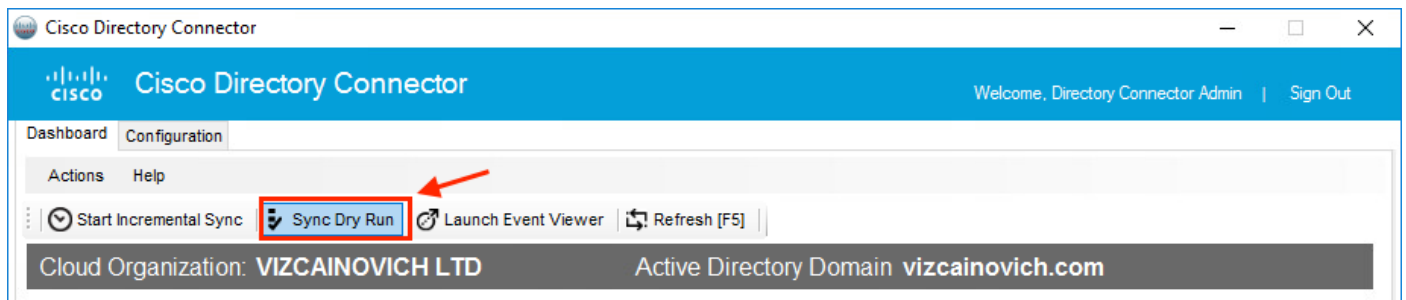 Cisco Directory Connector
cisco Cisco Directory Connector
Welcome, Directory Connector Admin | Sign Out
Dashboard Configuration
Actions Help
Start Incremental Sync Sync Dry Run Launch Event Viewer Refresh [F5]
Cloud Organization: VIZCAINOVICH LTD Active Directory Domain vizcainovich.com